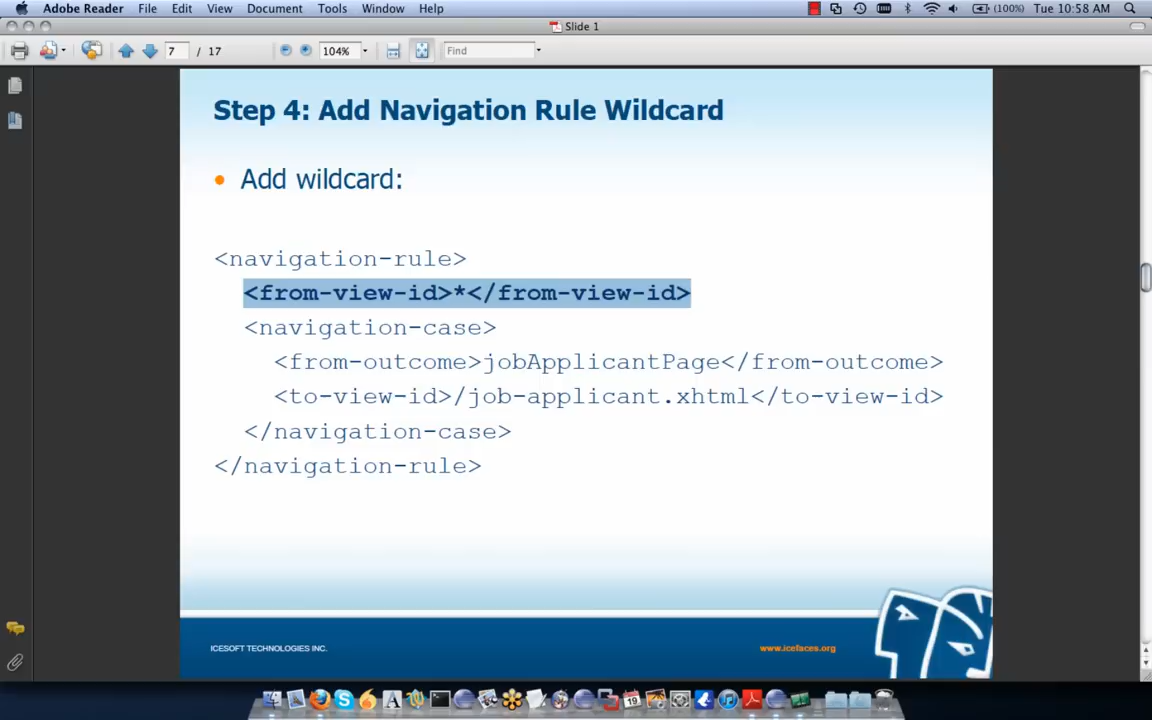 Adobe Reader File Edit View Document Tools Window Help (100%) Tue 10:58 AM
Slide 1
7 / 17 104% Find
Step 4: Add Navigation Rule Wildcard
• Add wildcard:
<navigation-rule>
<from-view-id>*</from-view-id>
<navigation-case>
<from-outcome>jobApplicantPage</from-outcome>
<to-view-id>/job-applicant.xhtml</to-view-id>
</navigation-case>
</navigation-rule>
ICESOFT TECHNOLOGIES INC. www.icefaces.org
19